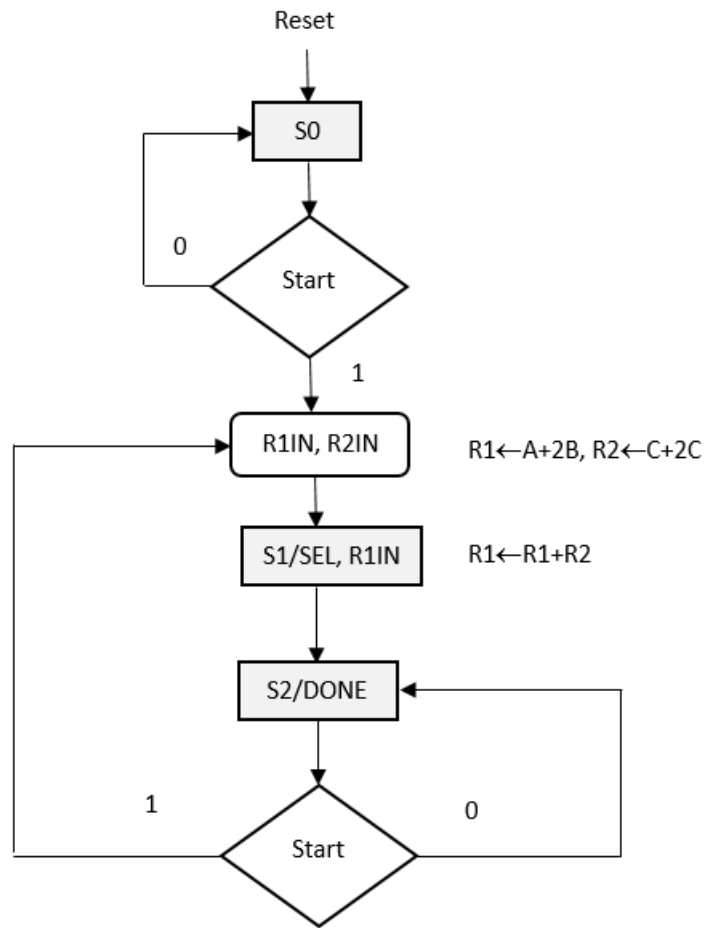 Reset
S0
0
Start
1
R1IN, R2IN
R1←A+2B, R2←C+2C
S1/SEL, R1IN
R1←R1+R2
S2/DONE
1
0
Start